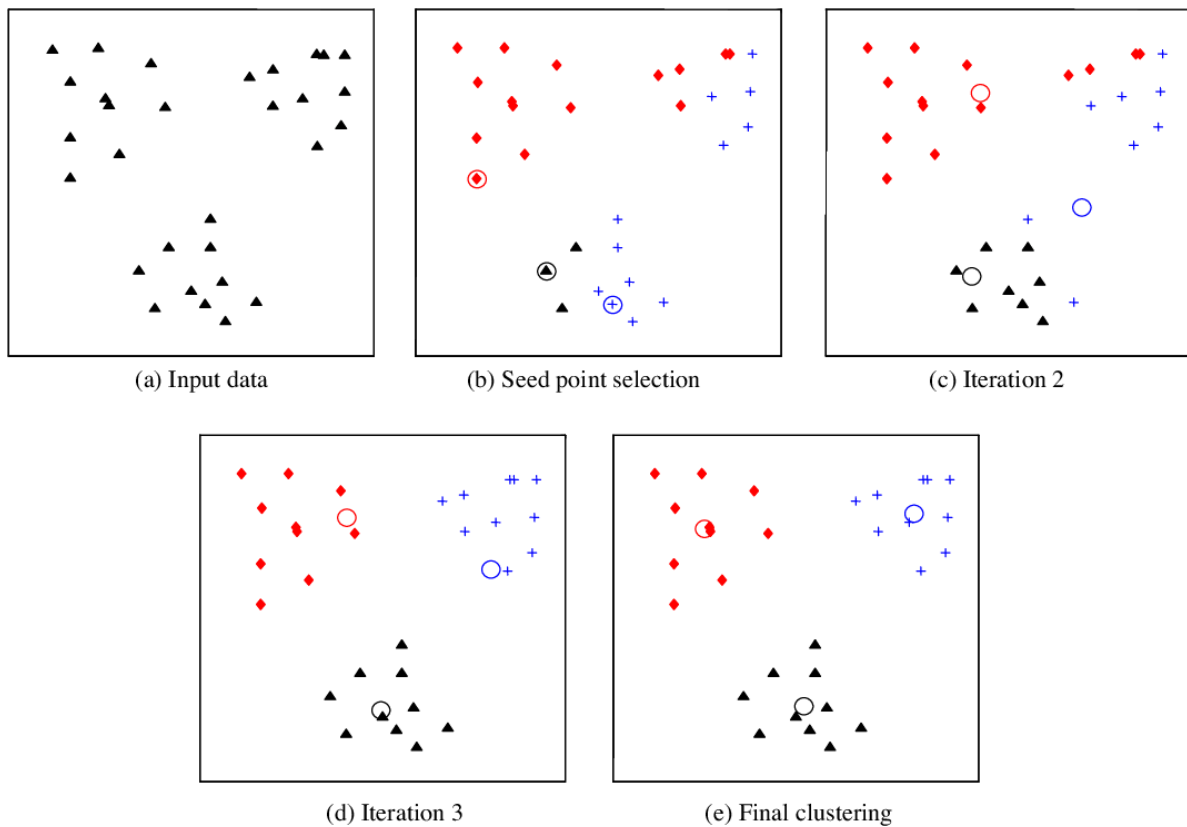 (a) Input data
(b) Seed point selection
(c) Iteration 2
(d) Iteration 3
(e) Final clustering